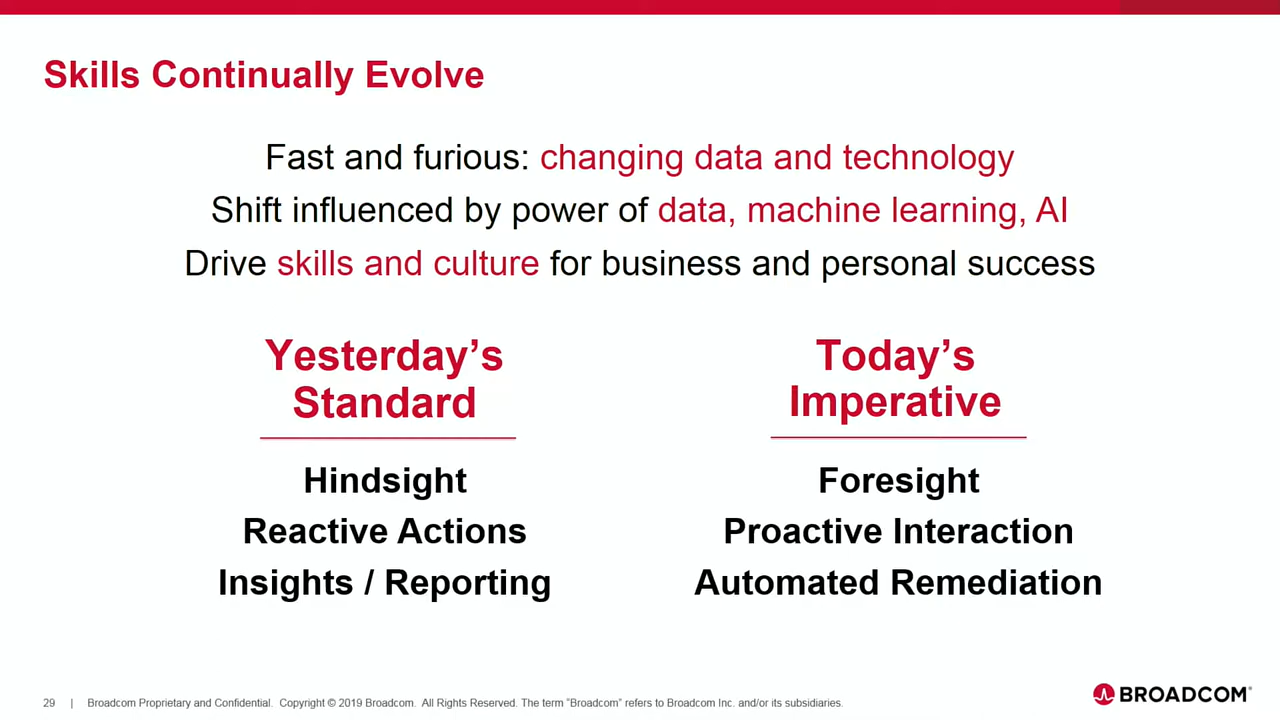 Skills Continually Evolve
Fast and furious: changing data and technology
Shift influenced by power of data, machine learning, AI
Drive skills and culture for business and personal success
Yesterday’s
Standard
Hindsight
Reactive Actions
Insights / Reporting
Today’s
Imperative
Foresight
Proactive Interaction
Automated Remediation
29 | Broadcom Proprietary and Confidential. Copyright © 2019 Broadcom. All Rights Reserved. The term “Broadcom” refers to Broadcom Inc. and/or its subsidiaries.
BROADCOM®